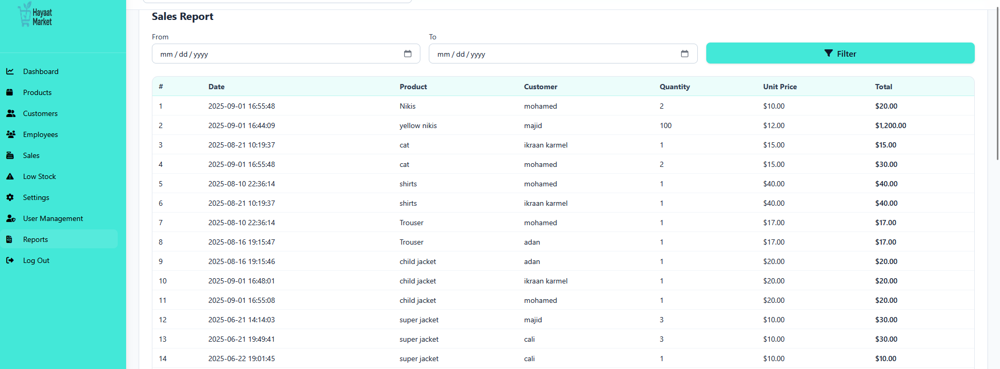 Hayaat
Market
Dashboard
Products
Customers
Employees
Sales
Low Stock
Settings
User Management
Reports
Log Out
Sales Report
From
To
mm / dd / yyyy
mm / dd / yyyy
Filter
# Date Product Customer Quantity Unit Price Total
1 2025-09-01 16:55:48 Nikis mohamed 2 $10.00 $20.00
2 2025-09-01 16:44:09 yellow nikis majid 100 $12.00 $1,200.00
3 2025-08-21 10:19:37 cat ikraan karmel 1 $15.00 $15.00
4 2025-09-01 16:55:48 cat mohamed 2 $15.00 $30.00
5 2025-08-10 22:36:14 shirts mohamed 1 $40.00 $40.00
6 2025-08-21 10:19:37 shirts ikraan karmel 1 $40.00 $40.00
7 2025-08-10 22:36:14 Trouser mohamed 1 $17.00 $17.00
8 2025-08-16 19:15:47 Trouser adan 1 $17.00 $17.00
9 2025-08-16 19:15:46 child jacket adan 1 $20.00 $20.00
10 2025-09-01 16:48:01 child jacket ikraan karmel 1 $20.00 $20.00
11 2025-09-01 16:55:08 child jacket mohamed 1 $20.00 $20.00
12 2025-06-21 14:14:03 super jacket majid 3 $10.00 $30.00
13 2025-06-21 19:49:41 super jacket cali 3 $10.00 $30.00
14 2025-06-22 19:01:45 super jacket cali 1 $10.00 $10.00